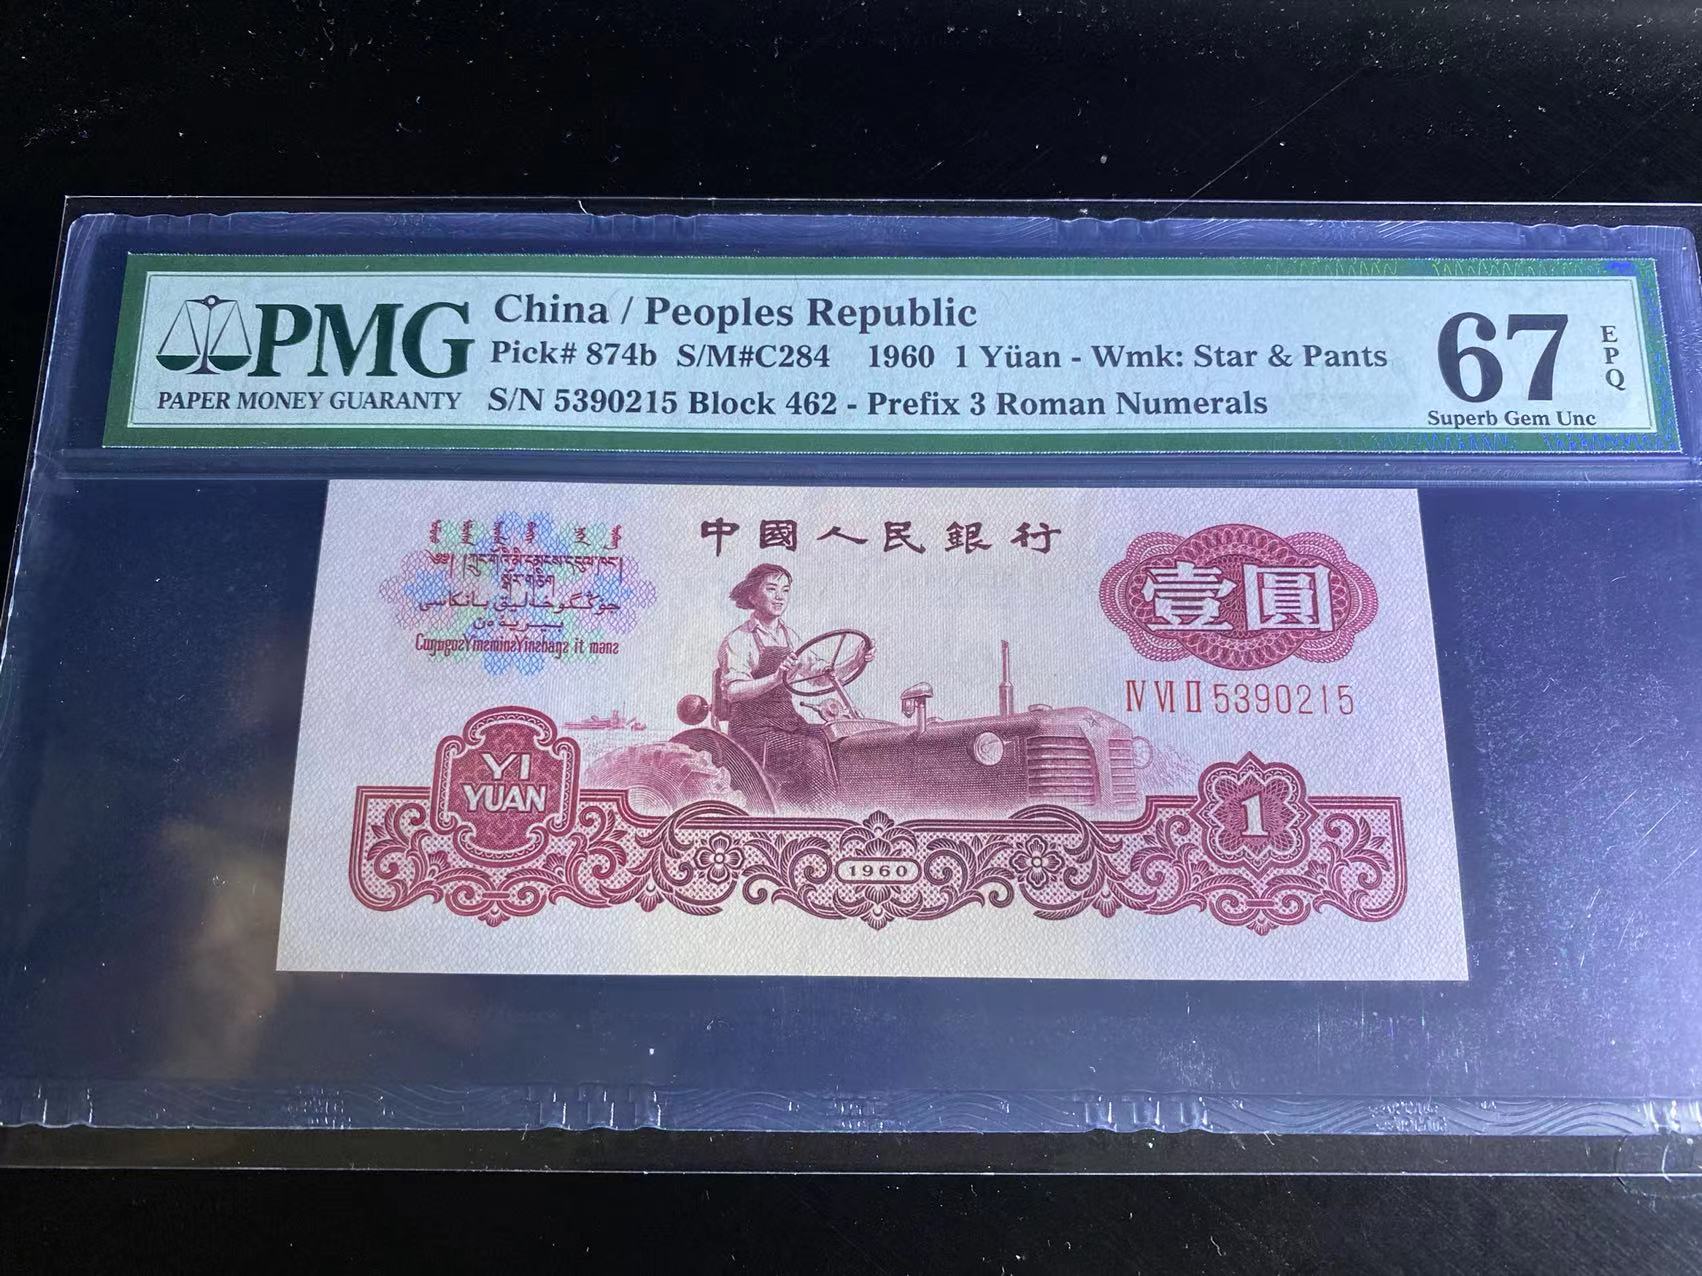 PMG
PAPER MONEY GUARANTY
China / Peoples Republic
Pick# 874b S/M#C284 1960 1 Yüan - Wmk: Star & Pants
S/N 5390215 Block 462 - Prefix 3 Roman Numerals
67
EPQ
Superb Gem Unc
中國人民銀行
壹圓
Ⅳ Ⅵ Ⅱ 5390215
YI
YUAN
1960
1